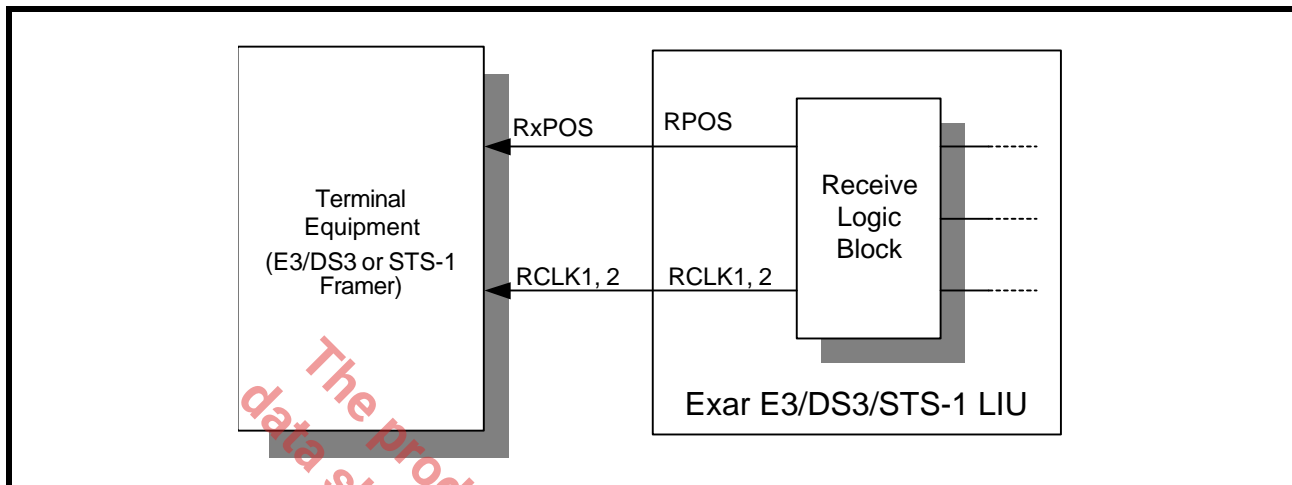 RxPOS
RPOS
Terminal
Equipment
(E3/DS3 or STS-1
Framer)
Receive
Logic
Block
RCLK1, 2
RCLK1, 2
Exar E3/DS3/STS-1 LIU
The
data